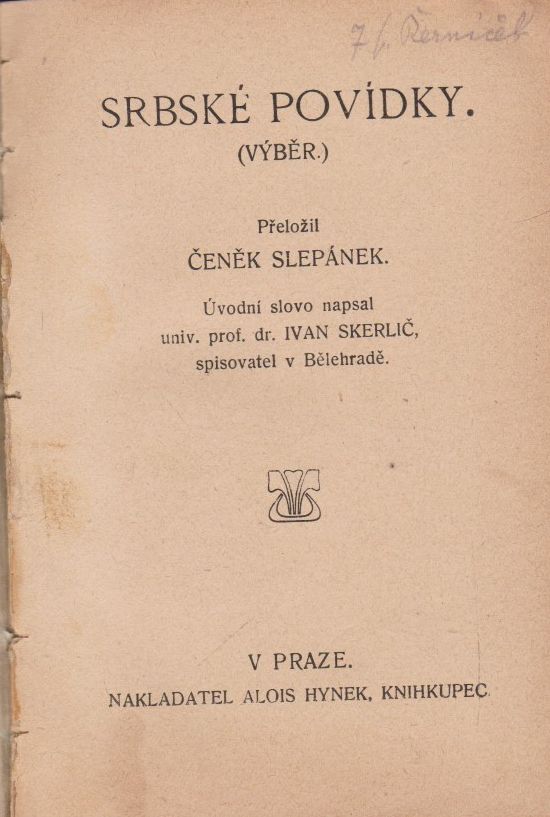 SRBSKÉ POVÍDKY.
(VÝBĚR.)
Přeložil
ČENĚK SLEPÁNEK.
Úvodní slovo napsal
univ. prof. dr. IVAN SKERLIČ,
spisovatel v Bělehradě.
V PRAZE.
NAKLADATEL ALOIS HYNEK, KNIHKUPEC.